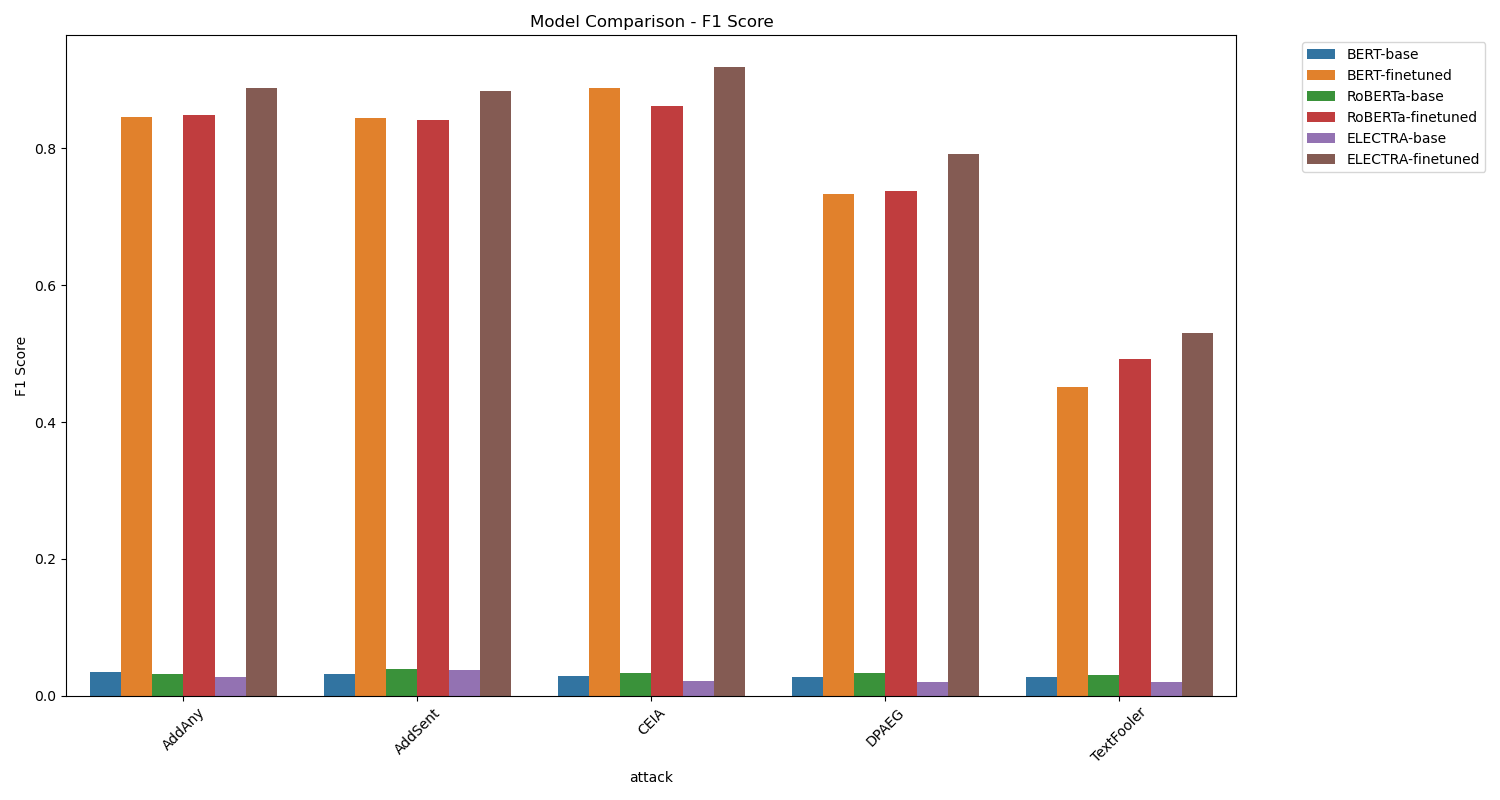 Model Comparison - F1 Score
BERT-base
BERT-finetuned
RoBERTa-base
RoBERTa-finetuned
ELECTRA-base
ELECTRA-finetuned
F1 Score
0.8
0.6
0.4
0.2
0.0
AddAny
AddSent
CEIA
DPAEG
TextFooler
attack